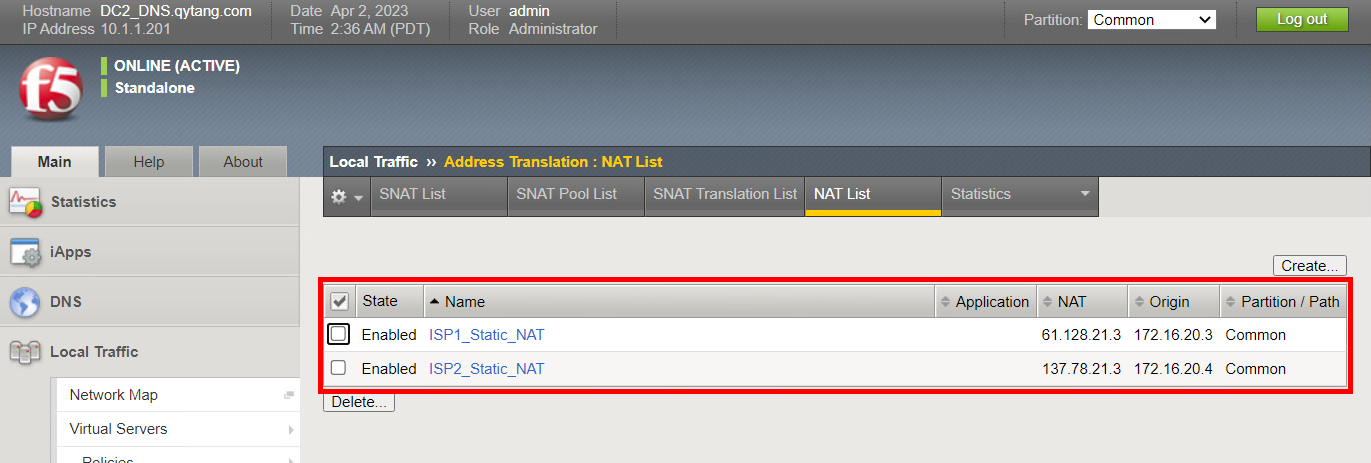 Hostname DC2_DNS.qytang.com Date Apr 2, 2023 User admin Partition: Common Log out
IP Address 10.1.1.201 Time 2:36 AM (PDT) Role Administrator
f5
ONLINE (ACTIVE)
Standalone
Main Help About
Local Traffic ›› Address Translation : NAT List
SNAT List SNAT Pool List SNAT Translation List NAT List Statistics
Statistics
iApps
DNS
Local Traffic
Network Map
Virtual Servers
Policies
Create...
State Name Application NAT Origin Partition / Path
Enabled ISP1_Static_NAT 61.128.21.3 172.16.20.3 Common
Enabled ISP2_Static_NAT 137.78.21.3 172.16.20.4 Common
Delete...